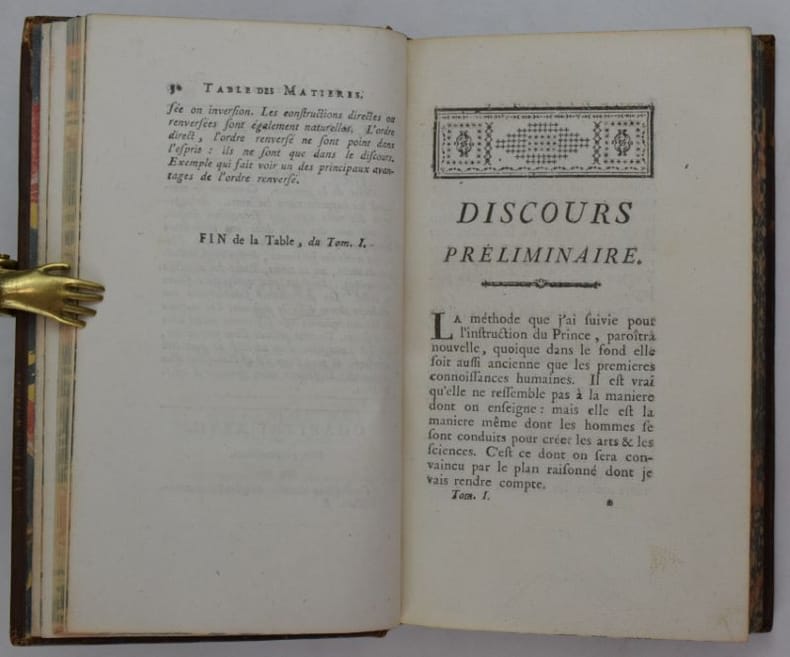 50 TABLE DES MATIERES.
ſée on inverſion. Les conſtructions directes ou
renverſées ſont également naturelles. L'ordre
direct, l'ordre renverſé ne ſont point dans
l'eſprit : ils ne ſont que dans le diſcours.
Exemple qui fait voir un des principaux avan-
tages de l'ordre renverſé.
FIN de la Table, du Tom. I.
DISCOURS
PRÉLIMINAIRE.
LA méthode que j'ai ſuivie pour
l'inſtruction du Prince, paroîtra
nouvelle, quoique dans le fond elle
ſoit auſſi ancienne que les premieres
connoiſſances humaines. Il eſt vrai
qu'elle ne reſſemble pas à la maniere
dont on enſeigne : mais elle eſt la
maniere même dont les hommes ſe
ſont conduits pour créer les arts & les
ſciences. C'eſt ce dont on ſera con-
vaincu par le plan raiſonné dont je
vais rendre compte.
Tom. I. *